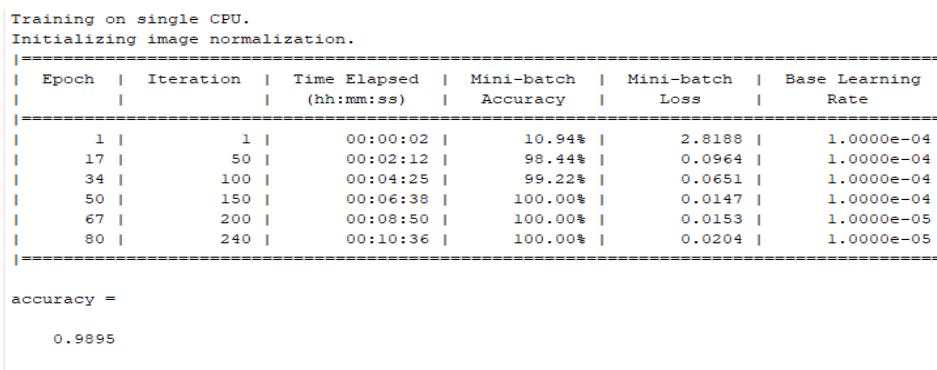 Training on single CPU.
Initializing image normalization.
|======================================================================================
| Epoch | Iteration | Time Elapsed | Mini-batch | Mini-batch | Base Learning
| | | (hh:mm:ss) | Accuracy | Loss | Rate
|======================================================================================
| 1 | 1 | 00:00:02 | 10.94% | 2.8188 | 1.0000e-04
| 17 | 50 | 00:02:12 | 98.44% | 0.0964 | 1.0000e-04
| 34 | 100 | 00:04:25 | 99.22% | 0.0651 | 1.0000e-04
| 50 | 150 | 00:06:38 | 100.00% | 0.0147 | 1.0000e-04
| 67 | 200 | 00:08:50 | 100.00% | 0.0153 | 1.0000e-05
| 80 | 240 | 00:10:36 | 100.00% | 0.0204 | 1.0000e-05
|======================================================================================
accuracy =
0.9895